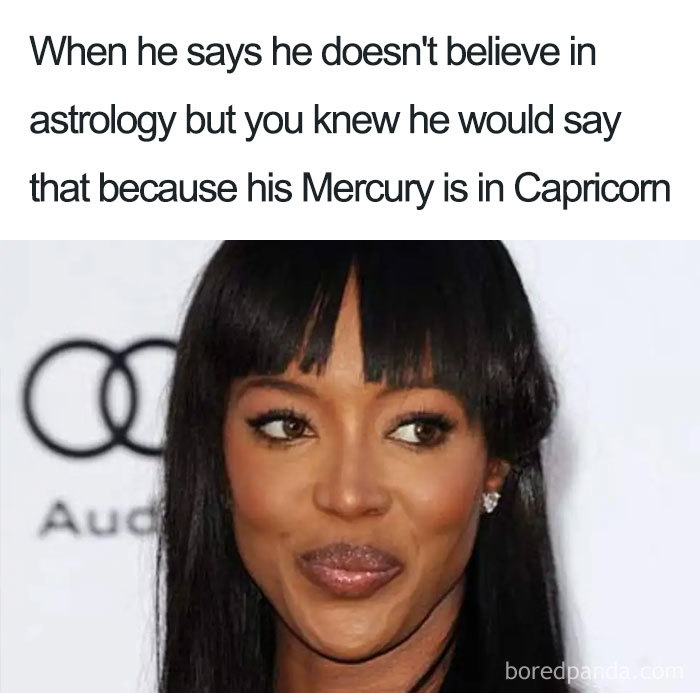 When he says he doesn't believe in
astrology but you knew he would say
that because his Mercury is in Capricorn
Aud
boredpanda.com